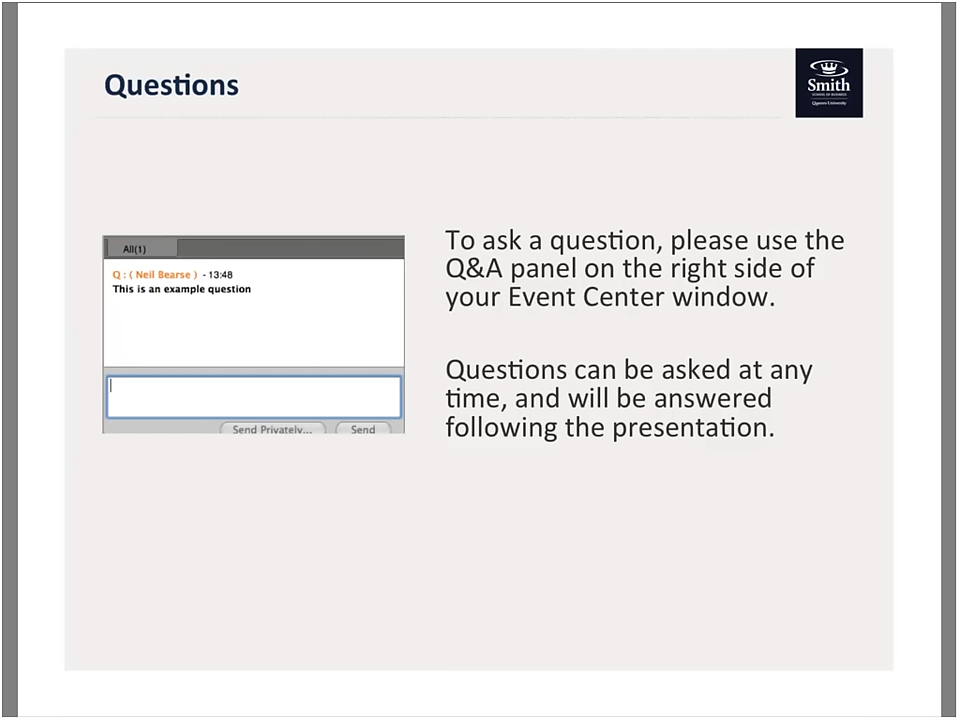 Questions
Smith
SCHOOL OF BUSINESS
Queen's University
All(1)
Q : ( Neil Bearse ) - 13:48
This is an example question
Send Privately... Send
To ask a question, please use the
Q&A panel on the right side of
your Event Center window.
Questions can be asked at any
time, and will be answered
following the presentation.